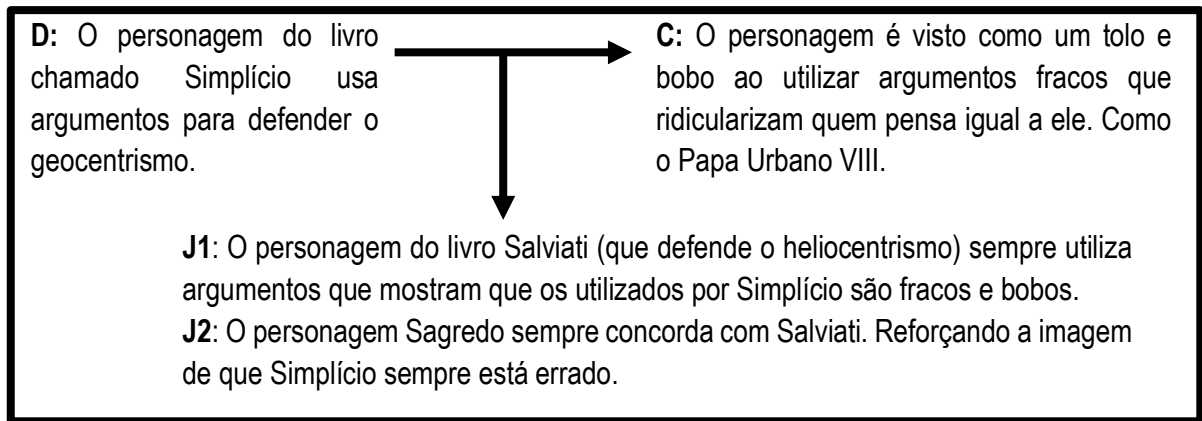 D: O personagem do livro
chamado Simplício usa
argumentos para defender o
geocentrismo.
C: O personagem é visto como um tolo e
bobo ao utilizar argumentos fracos que
ridicularizam quem pensa igual a ele. Como
o Papa Urbano VIII.
J1: O personagem do livro Salviati (que defende o heliocentrismo) sempre utiliza
argumentos que mostram que os utilizados por Simplício são fracos e bobos.
J2: O personagem Sagredo sempre concorda com Salviati. Reforçando a imagem
de que Simplício sempre está errado.